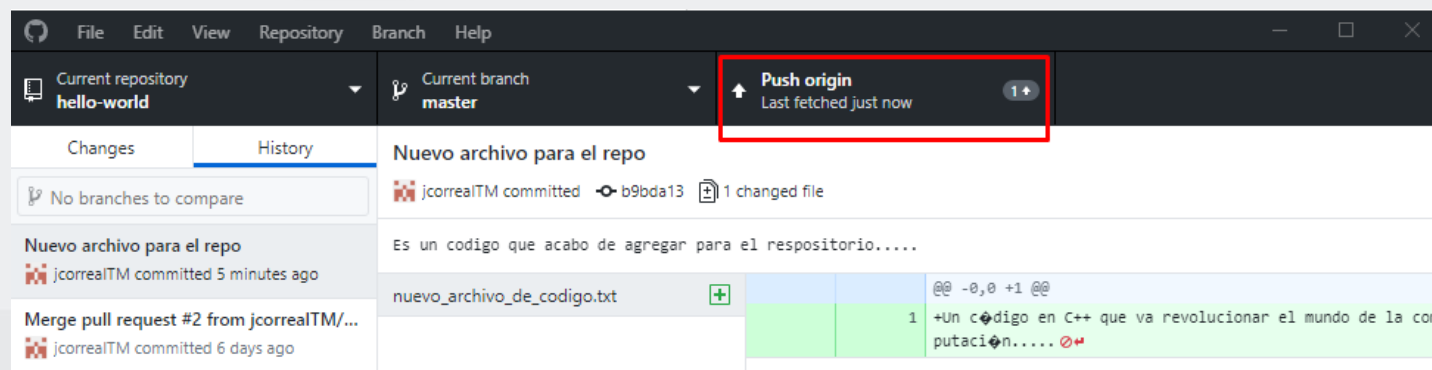 File Edit View Repository Branch Help
Current repository
hello-world
Current branch
master
Push origin
Last fetched just now
1
Changes
History
No branches to compare
Nuevo archivo para el repo
jcorrealTM committed 5 minutes ago
Merge pull request #2 from jcorrealTM/...
jcorrealTM committed 6 days ago
Nuevo archivo para el repo
jcorrealTM committed b9bda13 1 changed file
Es un codigo que acabo de agregar para el respositorio.....
nuevo_archivo_de_codigo.txt
@@ -0,0 +1 @@
1 +Un c�digo en C++ que va revolucionar el mundo de la com
putaci�n.....